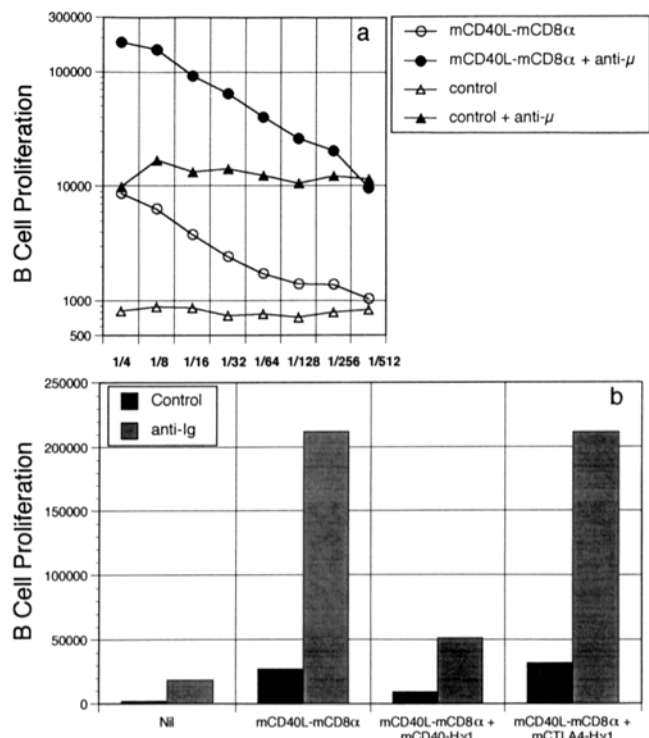 300000
a
100000
10000
1000
500
B Cell Proliferation
1/4 1/8 1/16 1/32 1/64 1/128 1/256 1/512
mCD40L-mCD8α
mCD40L-mCD8α + anti-μ
control
control + anti-μ
250000
b
200000
150000
100000
50000
0
B Cell Proliferation
Control
anti-Ig
Nil
mCD40L-mCD8α
mCD40L-mCD8α +
mCD40-Hγ1
mCD40L-mCD8α +
mCTLA4-Hγ1